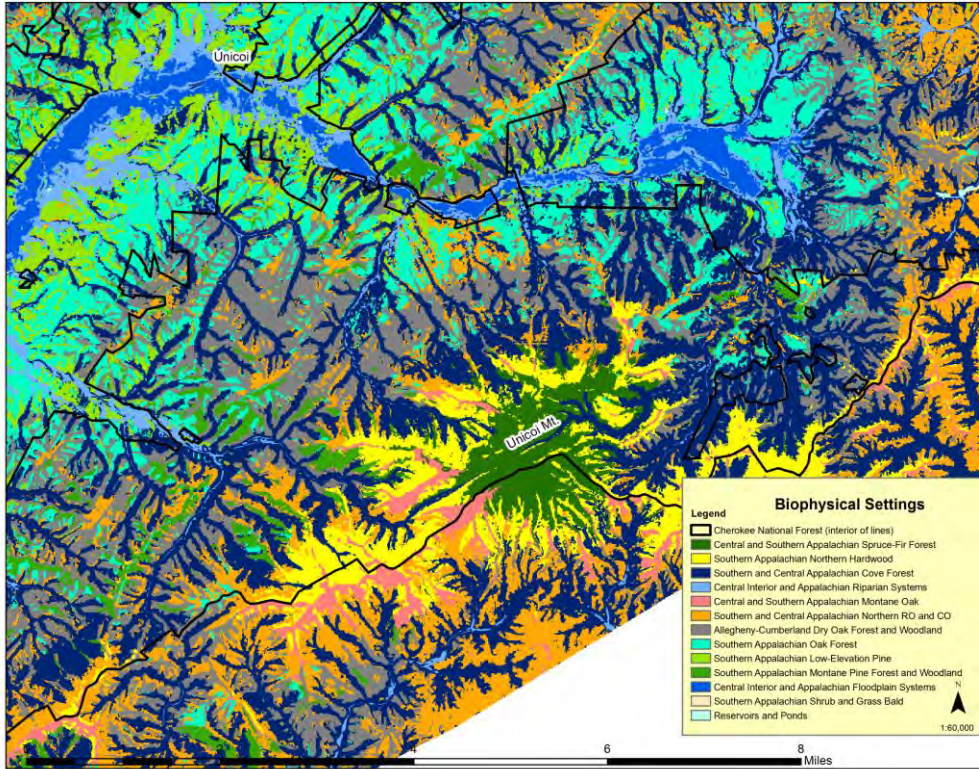 Unicoi
Unicoi Mt.
Biophysical Settings
Legend
Cherokee National Forest (interior of lines)
Central and Southern Appalachian Spruce-Fir Forest
Southern Appalachian Northern Hardwood
Southern and Central Appalachian Cove Forest
Central Interior and Appalachian Riparian Systems
Central and Southern Appalachian Montane Oak
Southern and Central Appalachian Northern RO and CO
Allegheny-Cumberland Dry Oak Forest and Woodland
Southern Appalachian Oak Forest
Southern Appalachian Low-Elevation Pine
Southern Appalachian Montane Pine Forest and Woodland
Central Interior and Appalachian Floodplain Systems
Southern Appalachian Shrub and Grass Bald
Reservoirs and Ponds
N
1:60,000
4 6 8
Miles